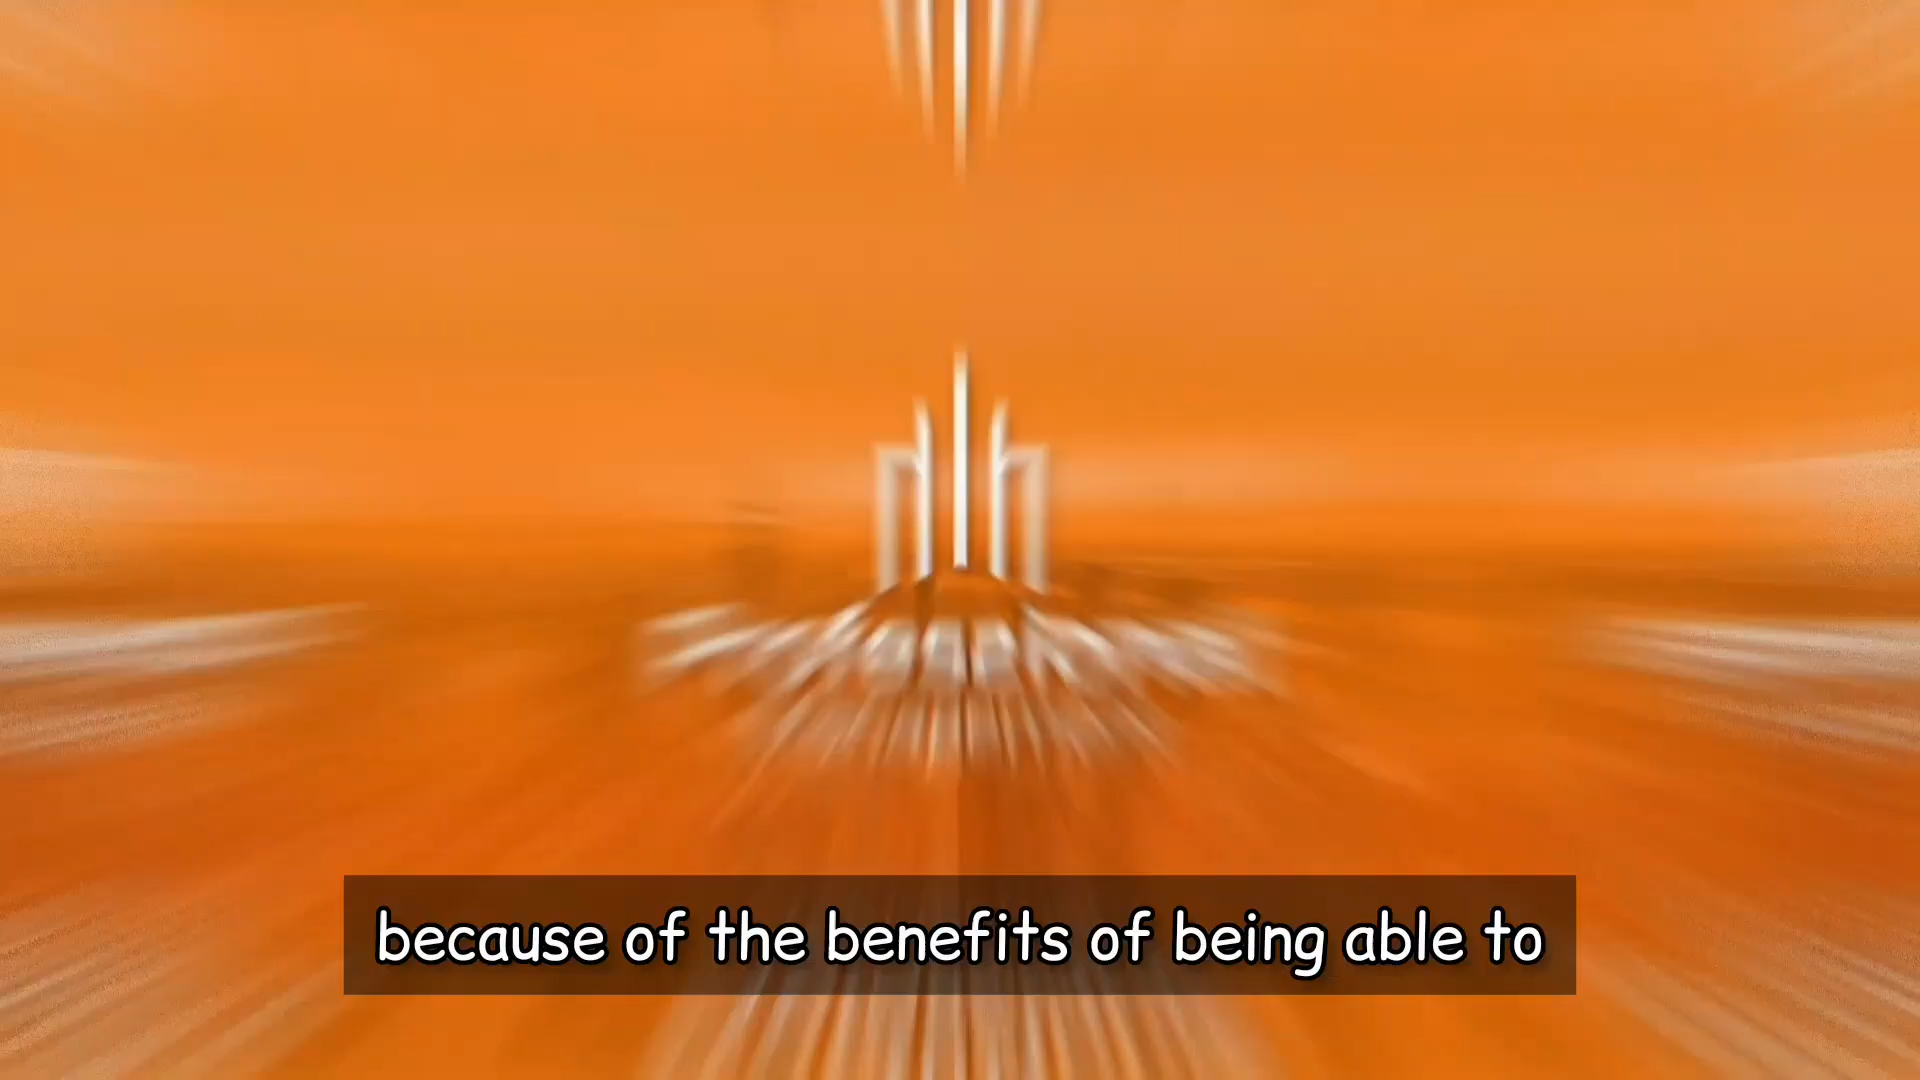 because of the benefits of being able to